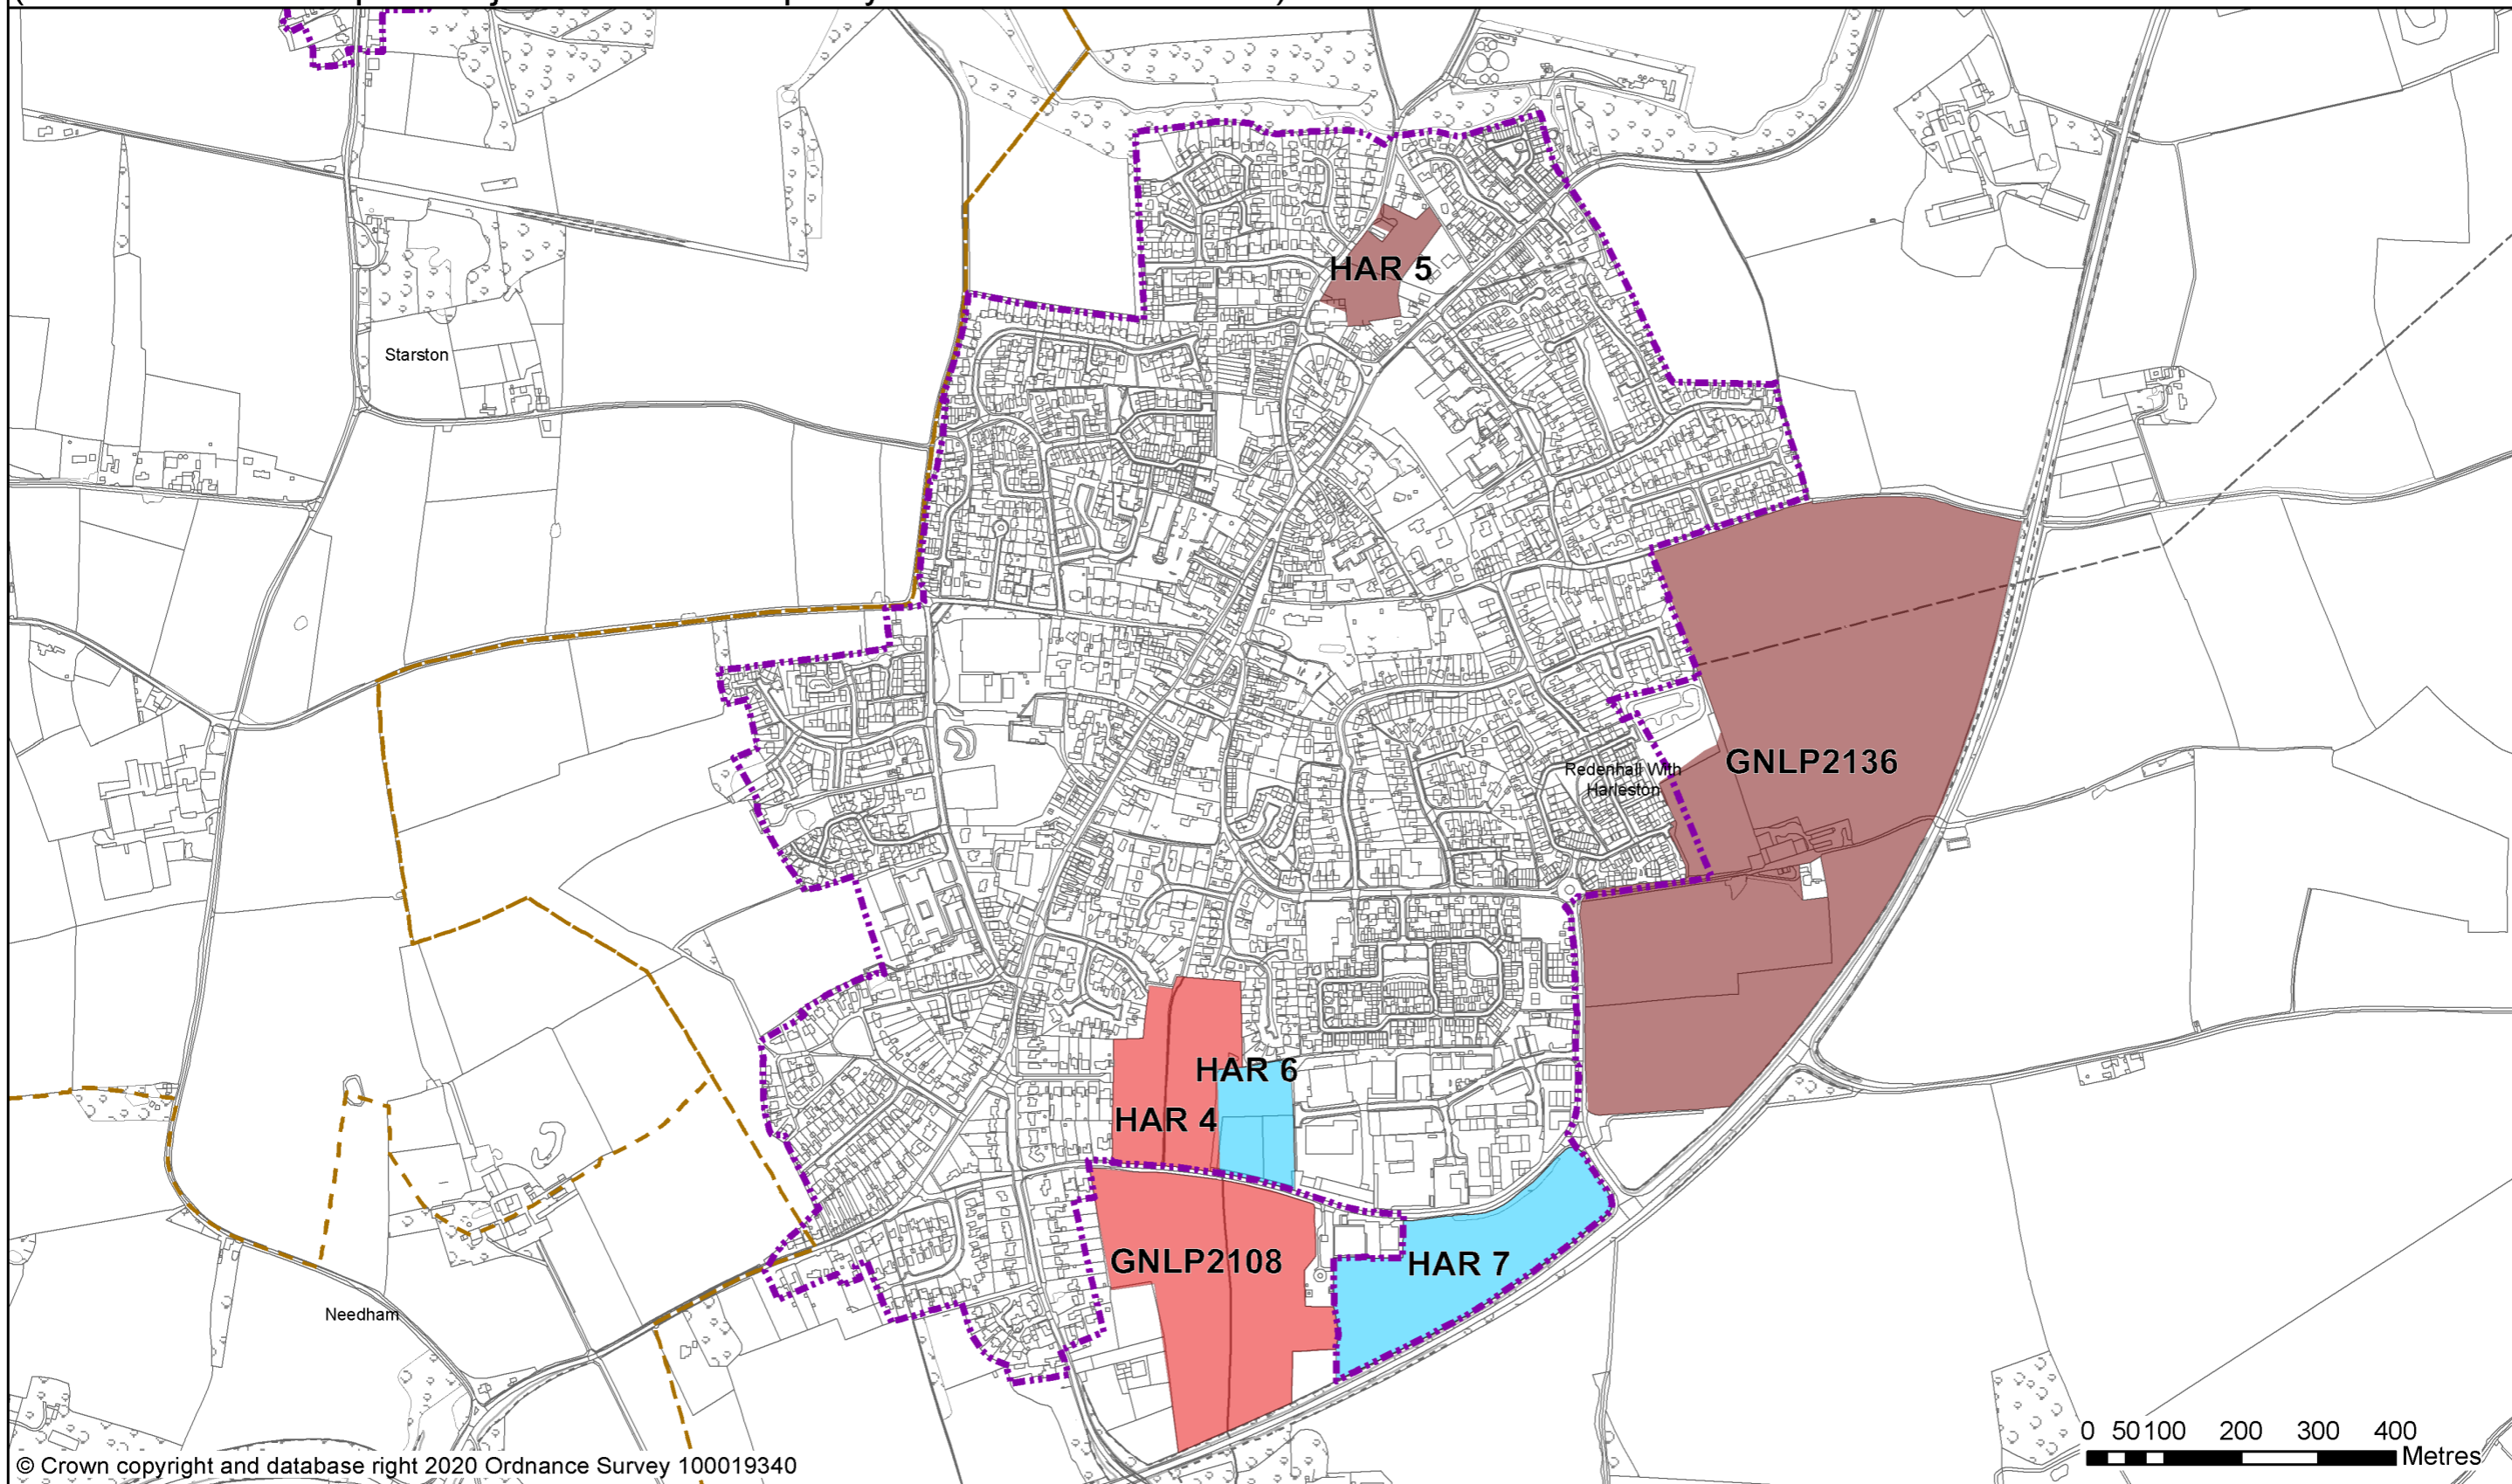 HAR 5
Starston
GNLP2136
Redenhall With
Harleston
HAR 6
HAR 4
GNLP2108
HAR 7
Needham
0 50 100 200 300 400
Metres
© Crown copyright and database right 2020 Ordnance Survey 100019340